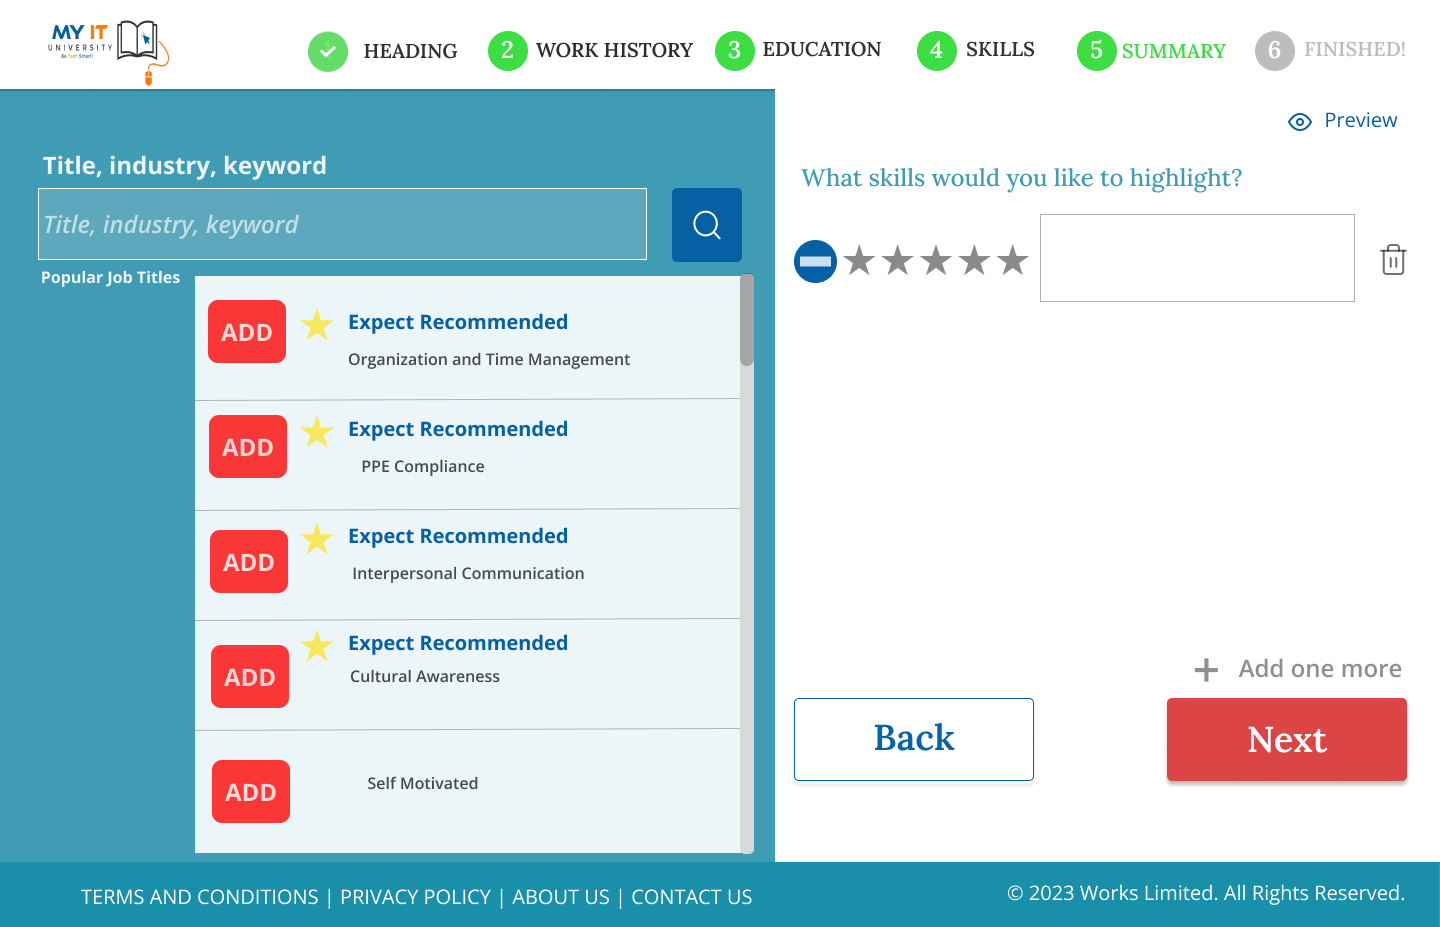 MY IT
UNIVERSITY
Be Tech Smart!
HEADING
2 WORK HISTORY
3 EDUCATION
4 SKILLS
5 SUMMARY
6 FINISHED!
Preview
Title, industry, keyword
Title, industry, keyword
Popular Job Titles
ADD
Expect Recommended
Organization and Time Management
ADD
Expect Recommended
PPE Compliance
ADD
Expect Recommended
Interpersonal Communication
ADD
Expect Recommended
Cultural Awareness
ADD
Self Motivated
What skills would you like to highlight?
Add one more
Back
Next
TERMS AND CONDITIONS | PRIVACY POLICY | ABOUT US | CONTACT US
© 2023 Works Limited. All Rights Reserved.